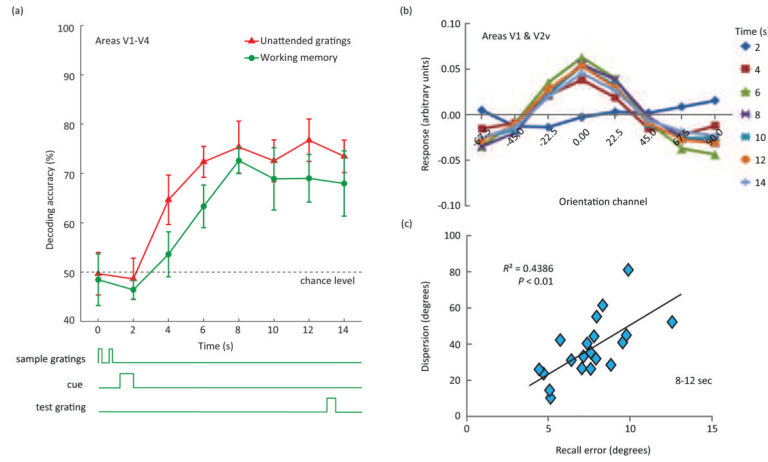 (a)
Areas V1-V4
Unattended gratings
Working memory
Decoding accuracy (%)
100
90
80
70
60
50
40
chance level
0 2 4 6 8 10 12 14
Time (s)
sample gratings
cue
test grating
(b)
Areas V1 & V2v
Time (s)
2
4
6
8
10
12
14
Response (arbitrary units)
0.10
0.05
0.00
-0.05
-0.10
-67.5 -45.0 -22.5 0.00 22.5 45.0 67.5 90.0
Orientation channel
(c)
R² = 0.4386
P < 0.01
Dispersion (degrees)
100
80
60
40
20
0
8-12 sec
0 5 10 15
Recall error (degrees)